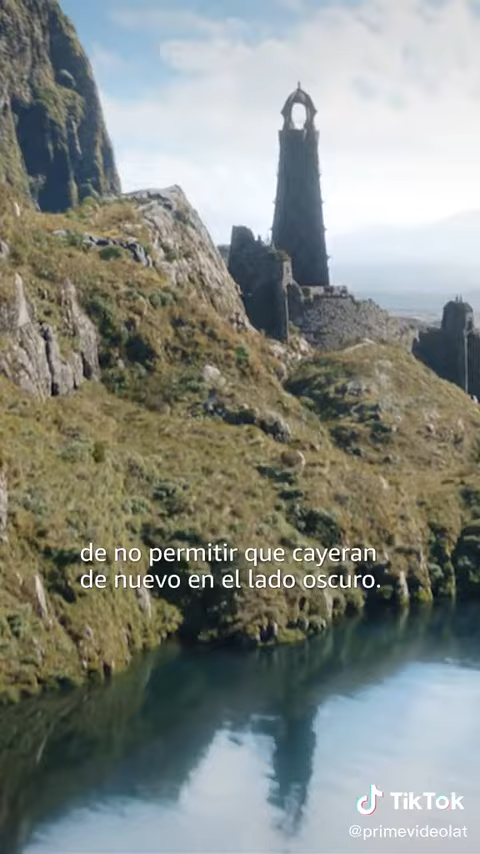 de no permitir que cayeran
de nuevo en el lado oscuro.
TikTok
@primevideolat